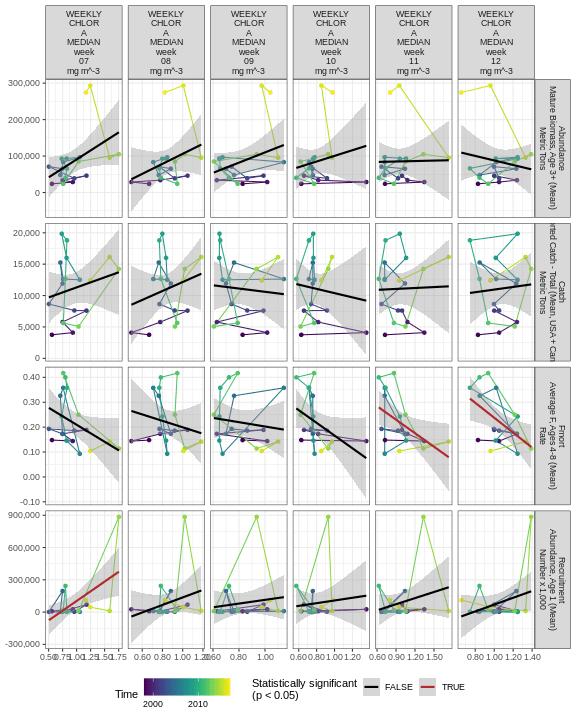 WEEKLY CHLOR A MEDIAN week 07 mg m^-3
WEEKLY CHLOR A MEDIAN week 08 mg m^-3
WEEKLY CHLOR A MEDIAN week 09 mg m^-3
WEEKLY CHLOR A MEDIAN week 10 mg m^-3
WEEKLY CHLOR A MEDIAN week 11 mg m^-3
WEEKLY CHLOR A MEDIAN week 12 mg m^-3
300,000
200,000
100,000
0
Abundance
Mature Biomass, Age 3+ (Mean)
Metric Tons
20,000
15,000
10,000
5,000
0
Catch
rted Catch - Total (Mean, USA + Can
Metric Tons
0.40
0.30
0.20
0.10
0.00
-0.10
Fmort
Average F, Ages 4-8 (Mean)
Rate
900,000
600,000
300,000
0
-300,000
Recruitment
Abundance, Age 1 (Mean)
Number x 1,000
0.50 0.75 1.00 1.25 1.50 1.75
0.60 0.80 1.00 1.20
0.60 0.80 1.00
0.60 0.80 1.00 1.20
0.60 0.90 1.20 1.50
0.80 1.00 1.20 1.40
Time
2000 2010
Statistically significant
(p < 0.05)
FALSE
TRUE